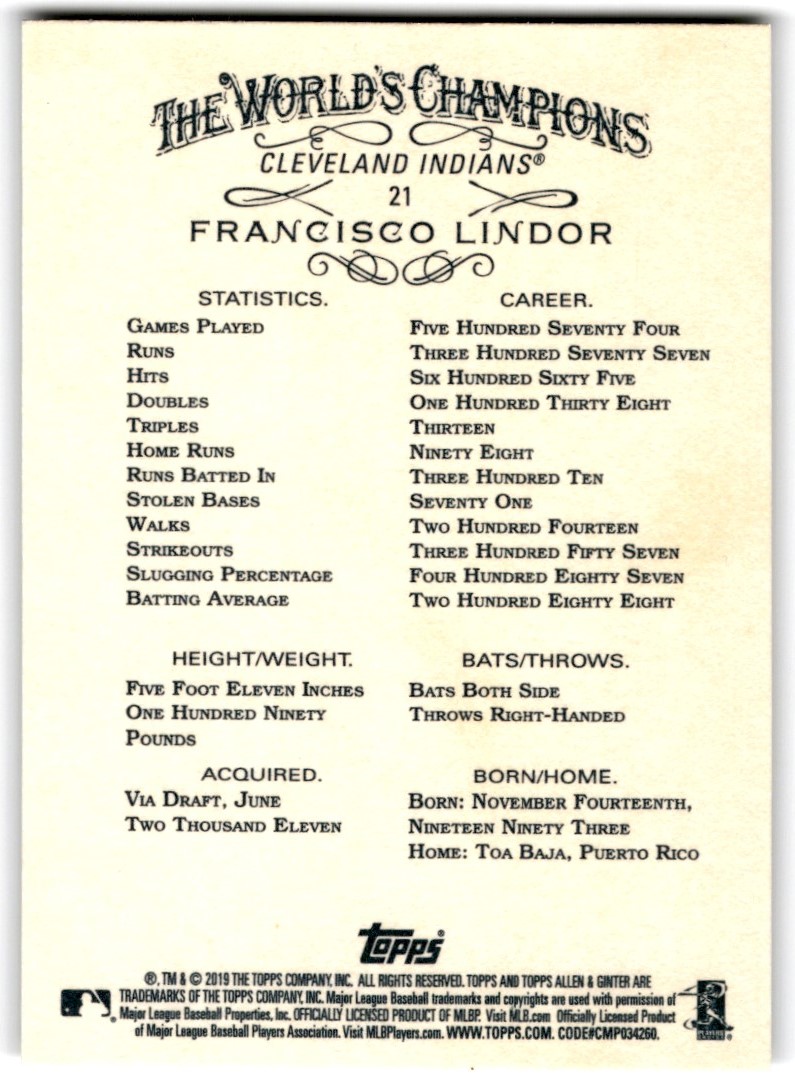 THE WORLD'S CHAMPIONS
CLEVELAND INDIANS®
21
FRANCISCO LINDOR
STATISTICS. CAREER.
GAMES PLAYED FIVE HUNDRED SEVENTY FOUR
RUNS THREE HUNDRED SEVENTY SEVEN
HITS SIX HUNDRED SIXTY FIVE
DOUBLES ONE HUNDRED THIRTY EIGHT
TRIPLES THIRTEEN
HOME RUNS NINETY EIGHT
RUNS BATTED IN THREE HUNDRED TEN
STOLEN BASES SEVENTY ONE
WALKS TWO HUNDRED FOURTEEN
STRIKEOUTS THREE HUNDRED FIFTY SEVEN
SLUGGING PERCENTAGE FOUR HUNDRED EIGHTY SEVEN
BATTING AVERAGE TWO HUNDRED EIGHTY EIGHT
HEIGHT/WEIGHT.
FIVE FOOT ELEVEN INCHES
ONE HUNDRED NINETY
POUNDS
BATS/THROWS.
BATS BOTH SIDE
THROWS RIGHT-HANDED
ACQUIRED.
VIA DRAFT, JUNE
TWO THOUSAND ELEVEN
BORN/HOME.
BORN: NOVEMBER FOURTEENTH,
NINETEEN NINETY THREE
HOME: TOA BAJA, PUERTO RICO
topps®
®, TM & © 2019 THE TOPPS COMPANY, INC. ALL RIGHTS RESERVED. TOPPS AND TOPPS ALLEN & GINTER ARE
TRADEMARKS OF THE TOPPS COMPANY, INC. Major League Baseball trademarks and copyrights are used with permission of
Major League Baseball Properties, Inc. OFFICIALLY LICENSED PRODUCT OF MLBP. Visit MLB.com Officially Licensed Product
of Major League Baseball Players Association. Visit MLBPlayers.com. WWW.TOPPS.COM. CODE#CMP034260.